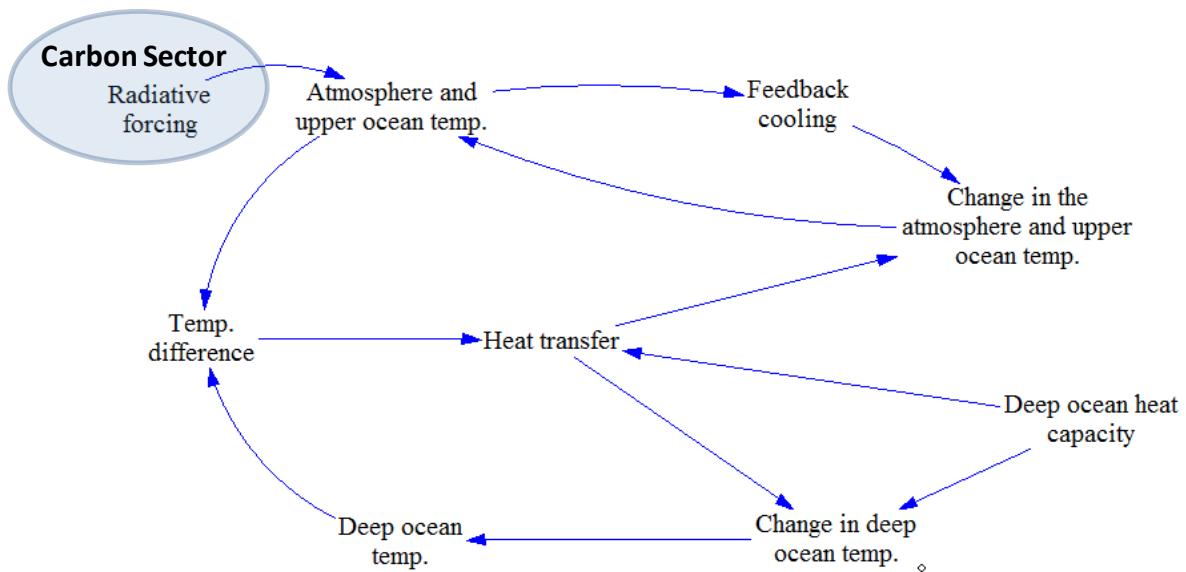 Carbon Sector
Radiative
forcing
Atmosphere and
upper ocean temp.
Feedback
cooling
Change in the
atmosphere and upper
ocean temp.
Temp.
difference
Heat transfer
Deep ocean heat
capacity
Deep ocean
temp.
Change in deep
ocean temp.